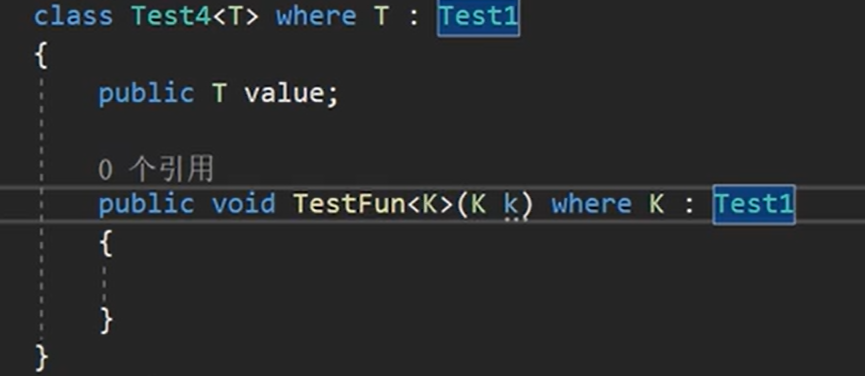 class Test4<T> where T : Test1
{
public T value;
0 个引用
public void TestFun<K>(K k) where K : Test1
{
}
}